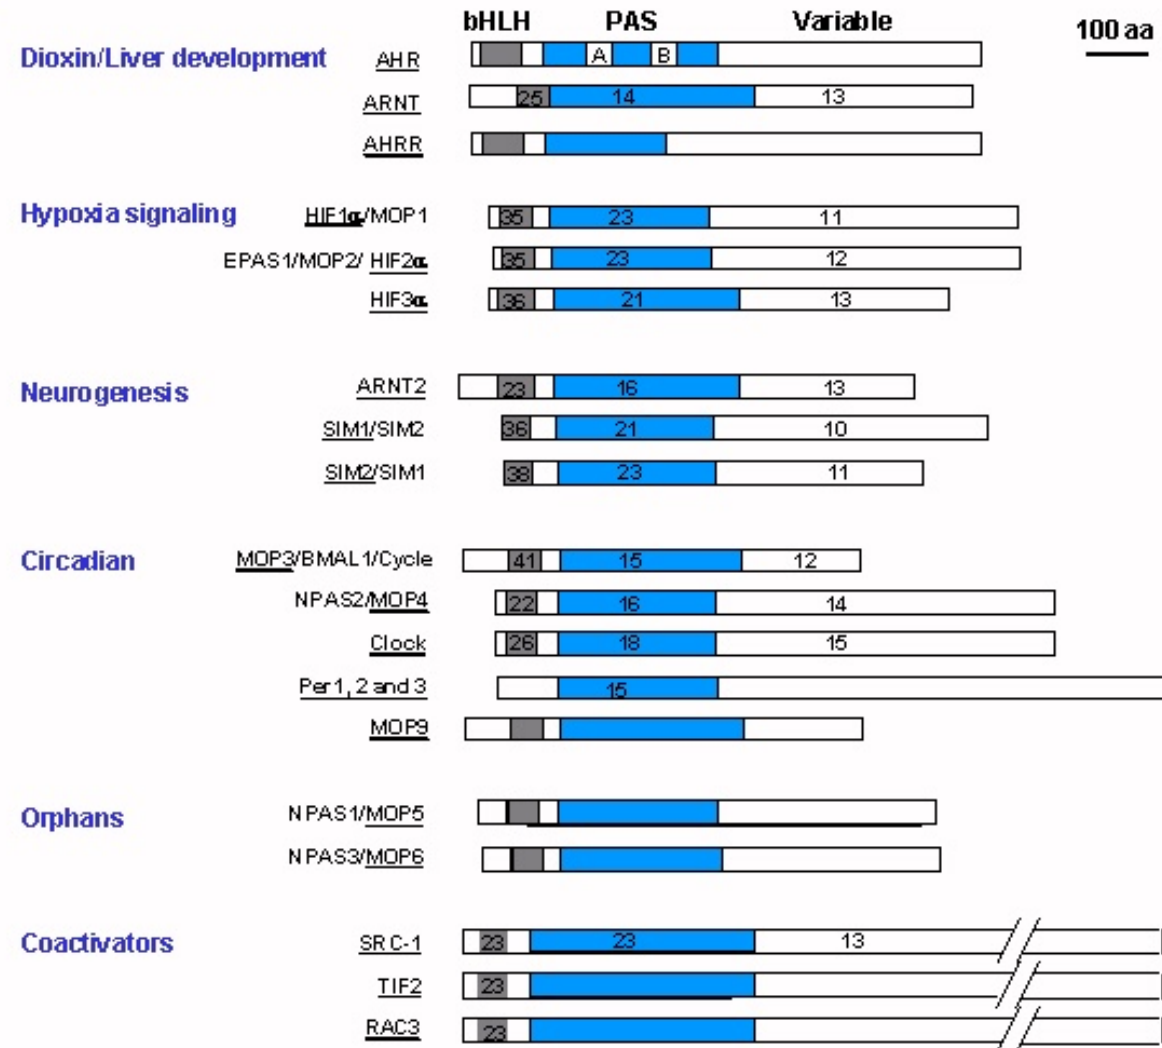 bHLH PAS Variable 100 aa
Dioxin/Liver development AHR A B
ARNT 25 14 13
AHRR
Hypoxia signaling HIF1α/MOP1 35 23 11
EPAS1/MOP2/ HIF2α 35 23 12
HIF3α 36 21 13
Neurogenesis ARNT2 23 16 13
SIM1/SIM2 36 21 10
SIM2/SIM1 38 23 11
Circadian MOP3/BMAL1/Cycle 41 15 12
NPAS2/MOP4 22 16 14
Clock 26 18 15
Per1, 2 and 3 15
MOP9
Orphans NPAS1/MOP5
NPAS3/MOP6
Coactivators SRC-1 23 23 13
TIF2 23
RAC3 23